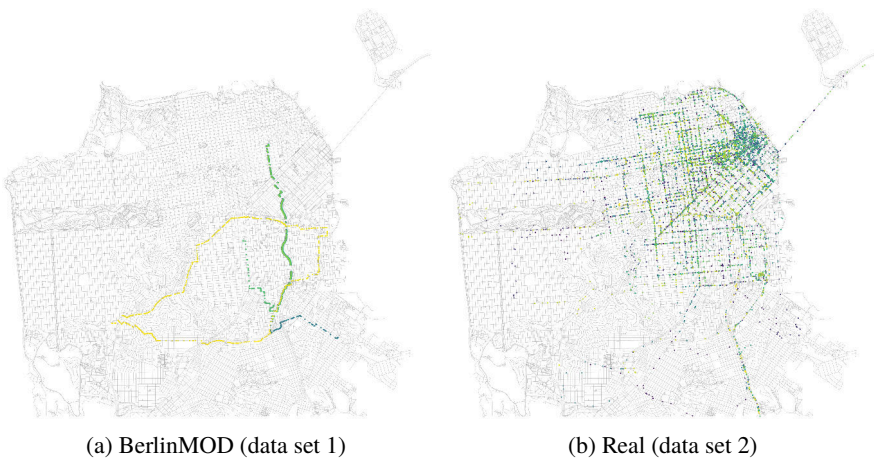 (a) BerlinMOD (data set 1)
(b) Real (data set 2)